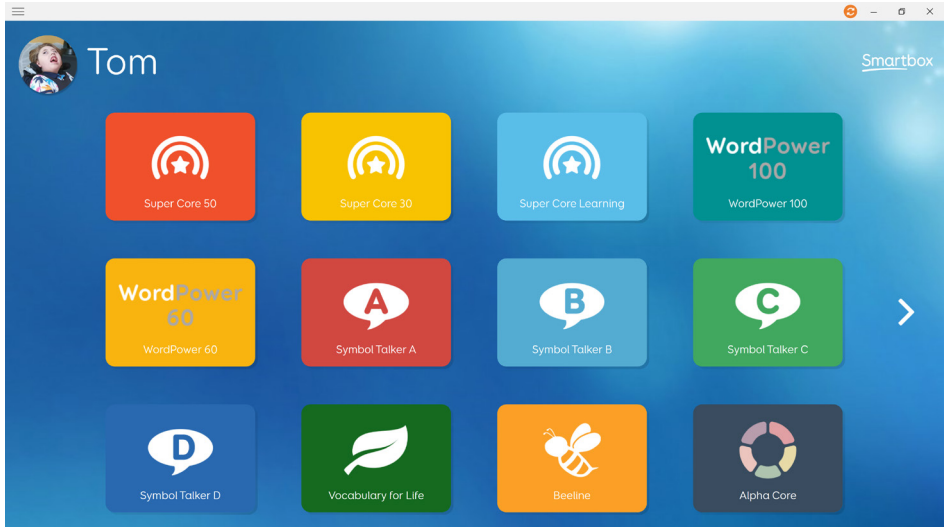 Tom
Smartbox
Super Core 50
Super Core 30
Super Core Learning
WordPower
100
WordPower 100
WordPower
60
WordPower 60
A
Symbol Talker A
B
Symbol Talker B
C
Symbol Talker C
D
Symbol Talker D
Vocabulary for Life
Beeline
Alpha Core